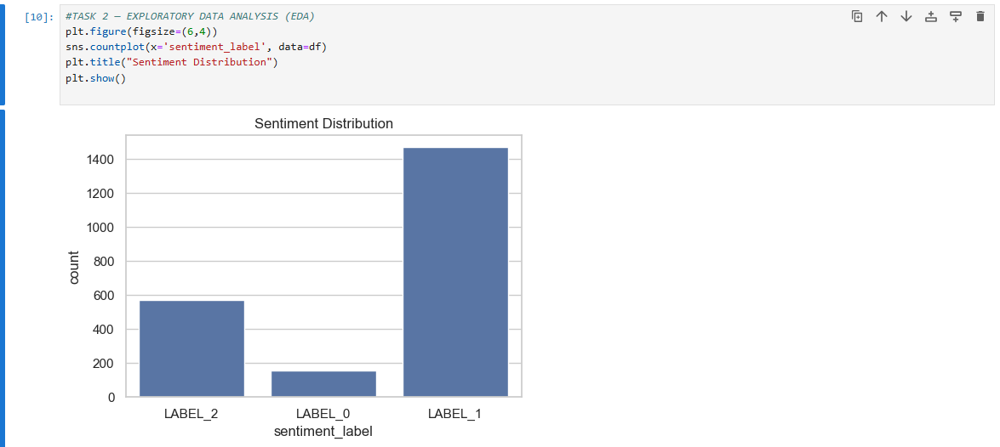 [10]: #TASK 2 — EXPLORATORY DATA ANALYSIS (EDA)
plt.figure(figsize=(6,4))
sns.countplot(x='sentiment_label', data=df)
plt.title("Sentiment Distribution")
plt.show()
Sentiment Distribution
1400
1200
1000
800
600
400
200
0
count
LABEL_2 LABEL_0 LABEL_1
sentiment_label